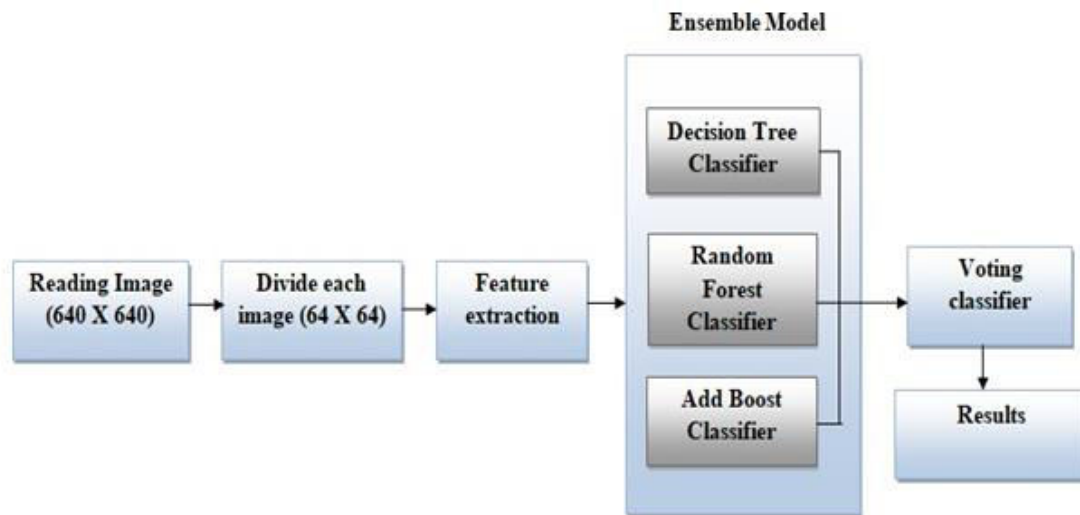 Ensemble Model
Reading Image
(640 X 640)
Divide each
image (64 X 64)
Feature
extraction
Decision Tree
Classifier
Random
Forest
Classifier
Add Boost
Classifier
Voting
classifier
Results